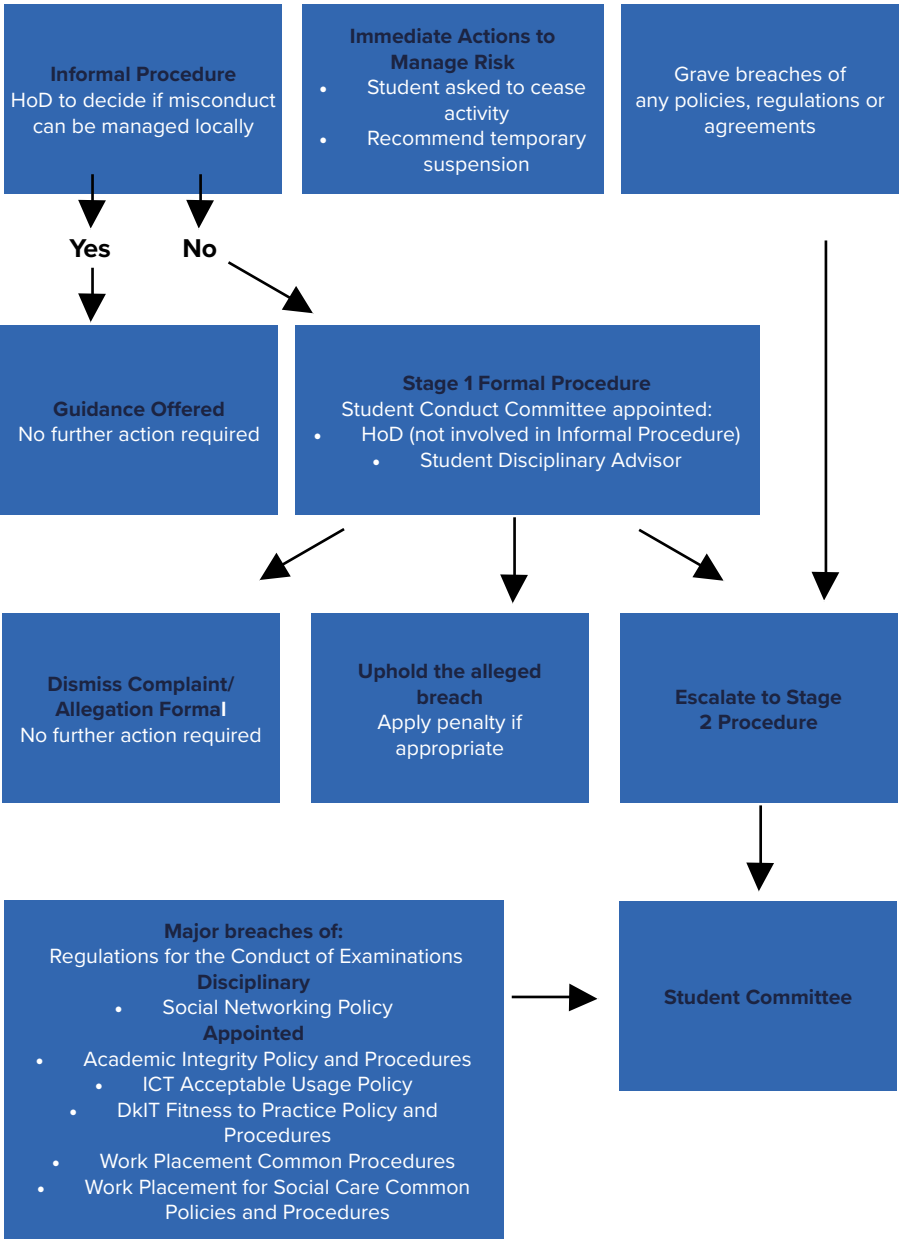 Informal Procedure
HoD to decide if misconduct
can be managed locally
Immediate Actions to
Manage Risk
• Student asked to cease
activity
• Recommend temporary
suspension
Grave breaches of
any policies, regulations or
agreements
Yes
No
Guidance Offered
No further action required
Stage 1 Formal Procedure
Student Conduct Committee appointed:
• HoD (not involved in Informal Procedure)
• Student Disciplinary Advisor
Dismiss Complaint/
Allegation Formal
No further action required
Uphold the alleged
breach
Apply penalty if
appropriate
Escalate to Stage
2 Procedure
Major breaches of:
Regulations for the Conduct of Examinations
Disciplinary
• Social Networking Policy
Appointed
• Academic Integrity Policy and Procedures
• ICT Acceptable Usage Policy
• DkIT Fitness to Practice Policy and
Procedures
• Work Placement Common Procedures
• Work Placement for Social Care Common
Policies and Procedures
Student Committee